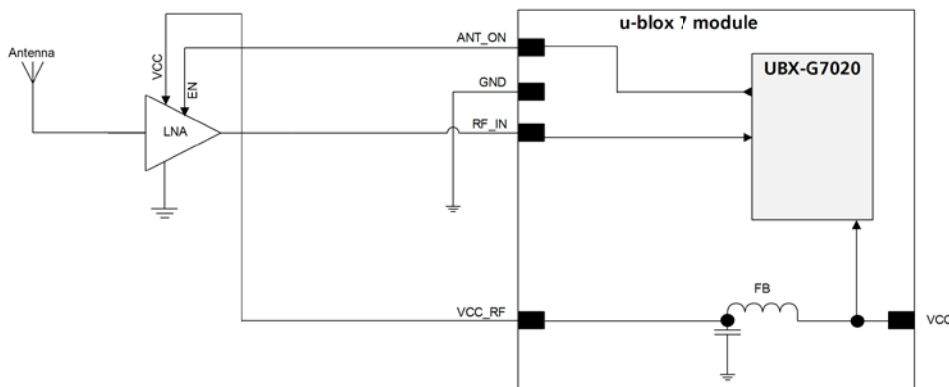 u-blox 7 module
ANT_ON
Antenna
VCC
EN
UBX-G7020
GND
LNA
RF_IN
FB
VCC_RF
VCC